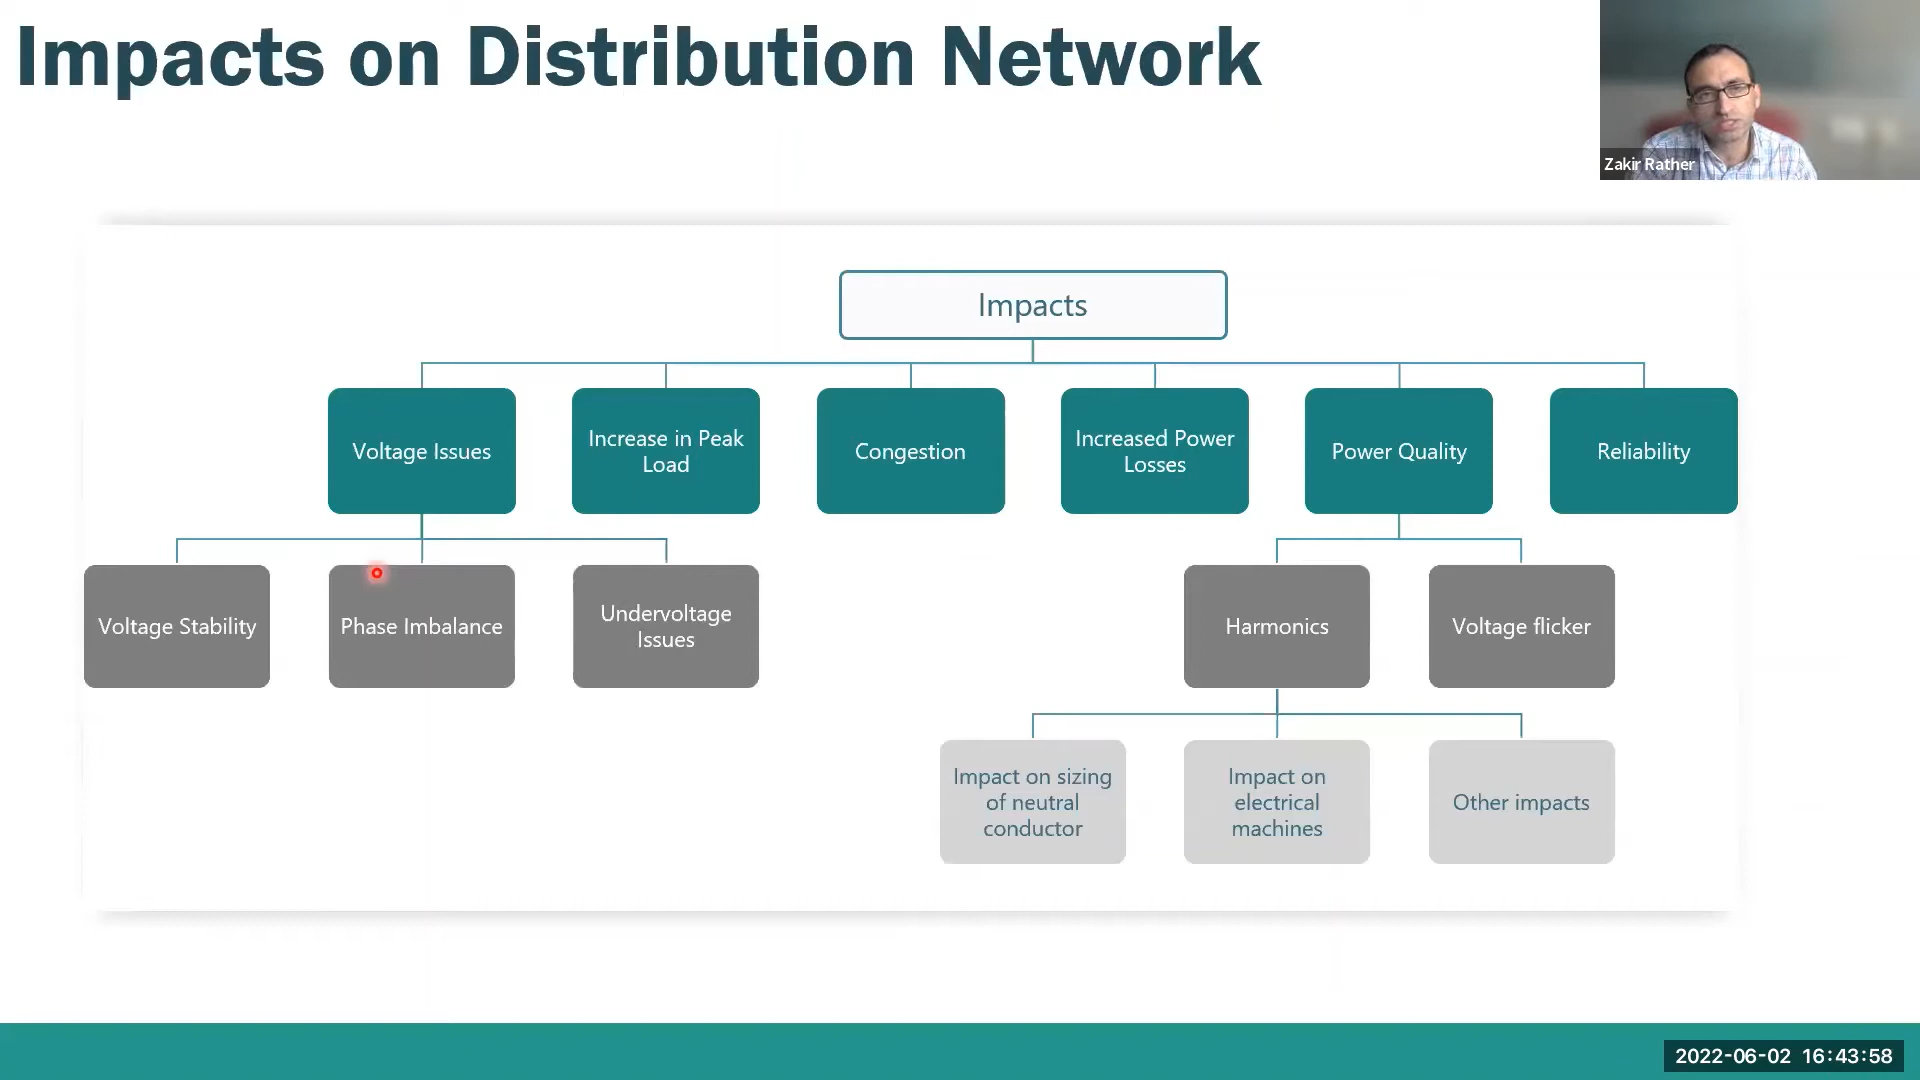 Impacts on Distribution Network
Zakir Rather
Impacts
Voltage Issues
Increase in Peak
Load
Congestion
Increased Power
Losses
Power Quality
Reliability
Voltage Stability
Phase Imbalance
Undervoltage
Issues
Harmonics
Voltage flicker
Impact on sizing
of neutral
conductor
Impact on
electrical
machines
Other impacts
2022-06-02 16:43:58